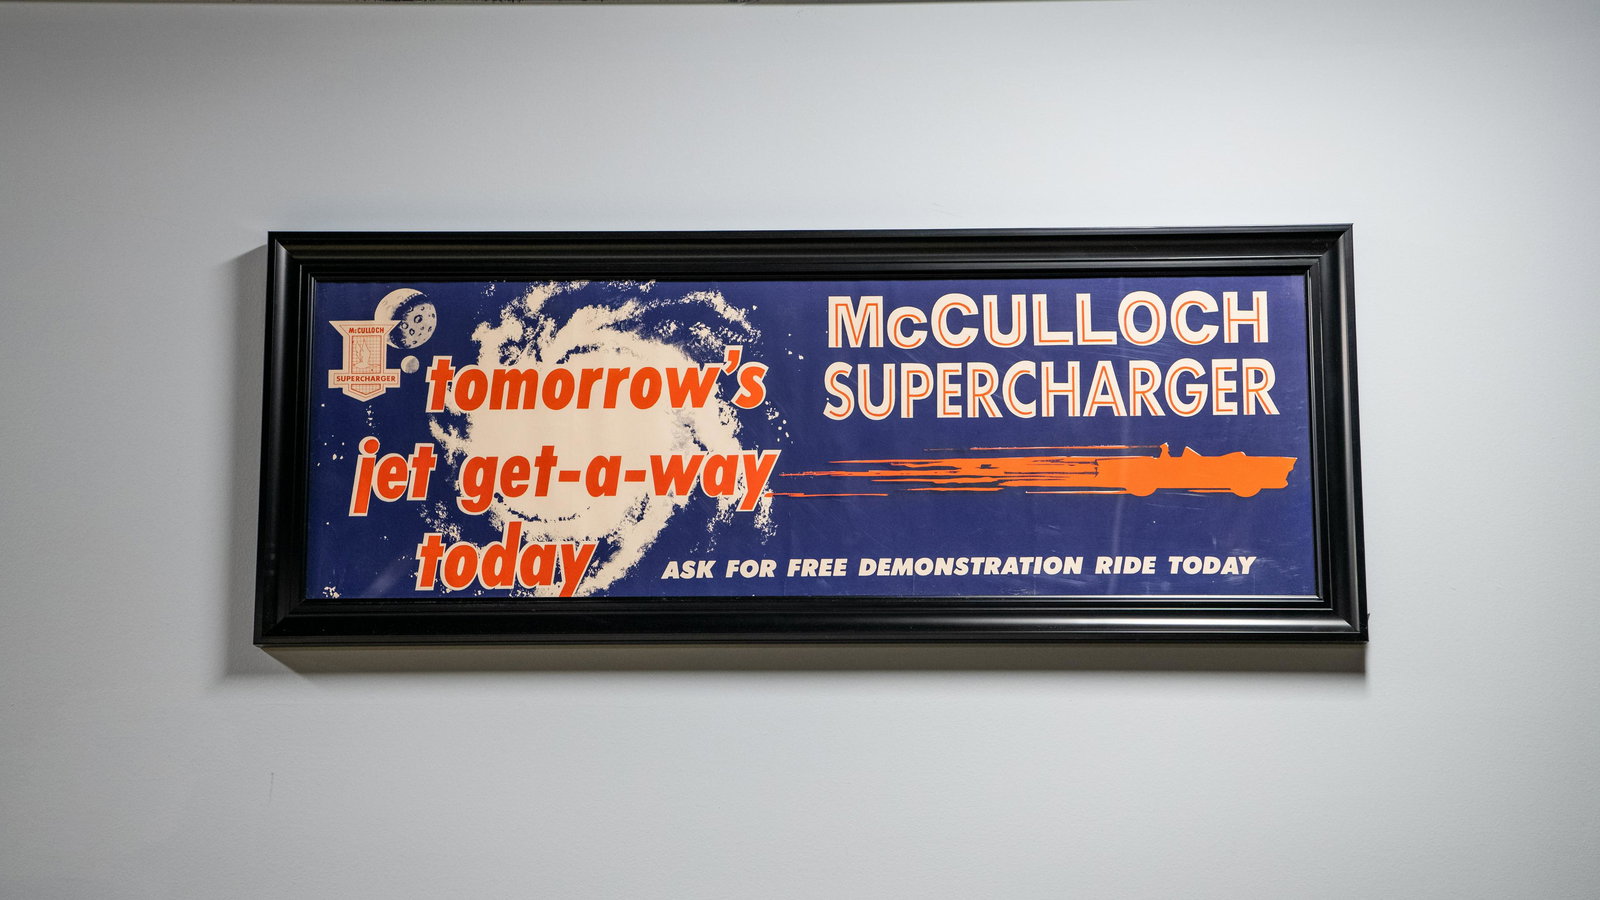 McCULLOCH
SUPERCHARGER
tomorrow's
jet get-a-way
today
McCULLOCH
SUPERCHARGER
ASK FOR FREE DEMONSTRATION RIDE TODAY